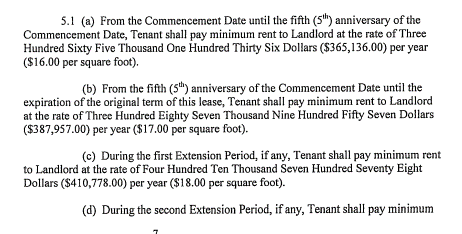 5.1 (a) From the Commencement Date until the fifth (5th) anniversary of the
Commencement Date, Tenant shall pay minimum rent to Landlord at the rate of Three
Hundred Sixty Five Thousand One Hundred Thirty Six Dollars ($365,136.00) per year
($16.00 per square foot).
(b) From the fifth (5th) anniversary of the Commencement Date until the
expiration of the original term of this lease, Tenant shall pay minimum rent to Landlord
at the rate of Three Hundred Eighty Seven Thousand Nine Hundred Fifty Seven Dollars
($387,957.00) per year ($17.00 per square foot).
(c) During the first Extension Period, if any, Tenant shall pay minimum rent
to Landlord at the rate of Four Hundred Ten Thousand Seven Hundred Seventy Eight
Dollars ($410,778.00) per year ($18.00 per square foot).
(d) During the second Extension Period, if any, Tenant shall pay minimum